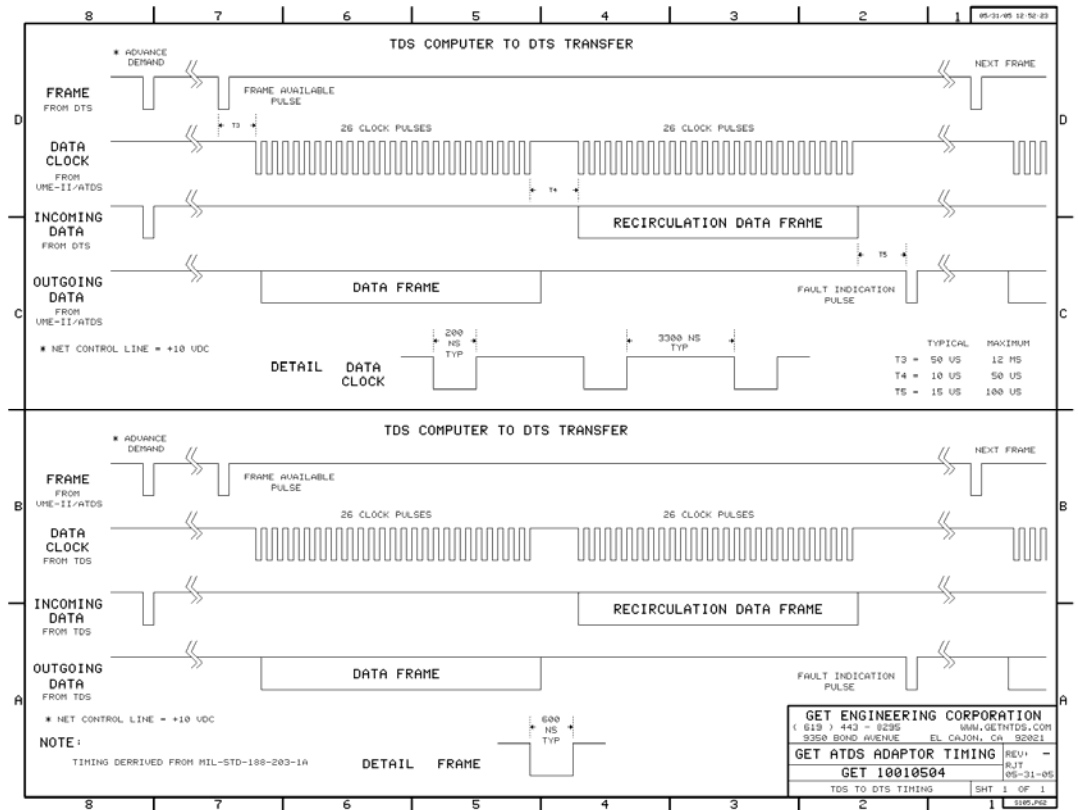 8 7 6 5 4 3 2 1 05/31/05 12:52:23
TDS COMPUTER TO DTS TRANSFER
* ADVANCE
DEMAND
NEXT FRAME
FRAME
FROM DTS
FRAME AVAILABLE
PULSE
D
D
T3
26 CLOCK PULSES
26 CLOCK PULSES
DATA
CLOCK
FROM
VME-II/ATDS
T4
INCOMING
DATA
FROM DTS
RECIRCULATION DATA FRAME
T5
OUTGOING
DATA
FROM
VME-II/ATDS
DATA FRAME
FAULT INDICATION
PULSE
C
C
* NET CONTROL LINE = +10 VDC
200
NS
TYP
3300 NS
TYP
DETAIL DATA
CLOCK
TYPICAL MAXIMUM
T3 = 50 US 12 MS
T4 = 10 US 50 US
T5 = 15 US 100 US
TDS COMPUTER TO DTS TRANSFER
* ADVANCE
DEMAND
NEXT FRAME
FRAME
FROM
VME-II/ATDS
FRAME AVAILABLE
PULSE
B
B
26 CLOCK PULSES
26 CLOCK PULSES
DATA
CLOCK
FROM TDS
INCOMING
DATA
FROM TDS
RECIRCULATION DATA FRAME
OUTGOING
DATA
FROM TDS
DATA FRAME
FAULT INDICATION
PULSE
A
A
* NET CONTROL LINE = +10 VDC
NOTE:
TIMING DERRIVED FROM MIL-STD-188-203-1A
600
NS
TYP
DETAIL FRAME
GET ENGINEERING CORPORATION
( 619 ) 443 - 8295 WWW.GETNTDS.COM
9350 BOND AVENUE EL CAJON, CA 92021
GET ATDS ADAPTOR TIMING
REV: -
GET 10010504
RJT
05-31-05
TDS TO DTS TIMING
SHT 1 OF 1
8 7 6 5 4 3 2 1 S105.P62